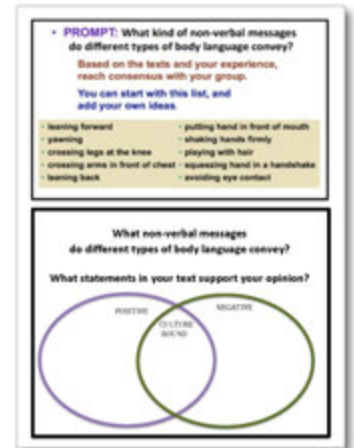 • PROMPT: What kind of non-verbal messages
do different types of body language convey?
Based on the texts and your experience,
reach consensus with your group.
You can start with this list, and
add your own ideas.
• leaning forward
• yawning
• crossing legs at the knee
• crossing arms in front of chest
• leaning back
• putting hand in front of mouth
• shaking hands firmly
• playing with hair
• squeezing hand in a handshake
• avoiding eye contact
What non-verbal messages
do different types of body language convey?
What statements in your text support your opinion?
POSITIVE
NEGATIVE
CULTURE
BOUND